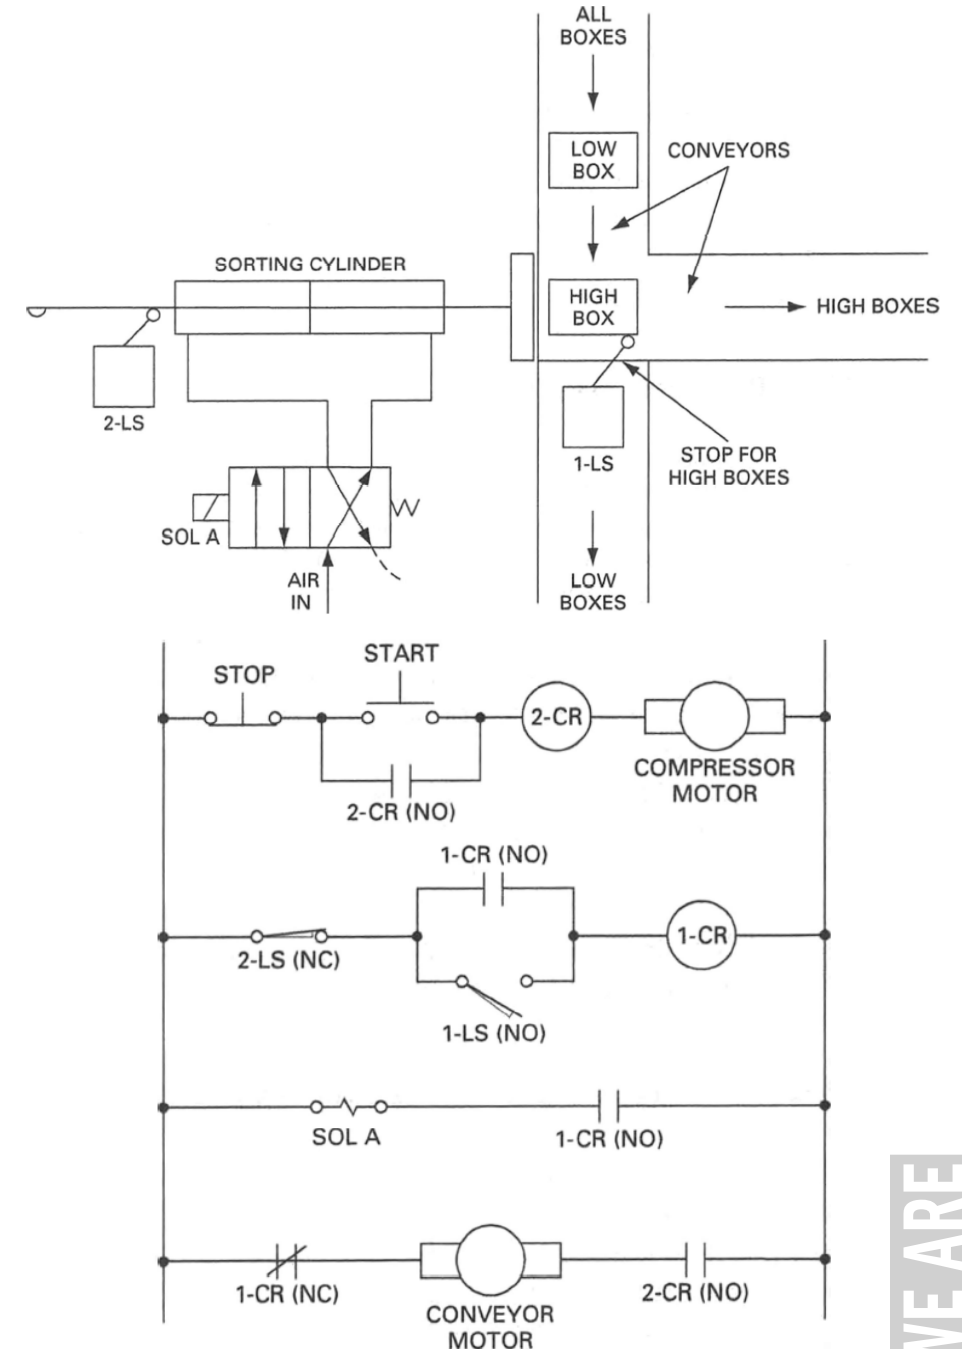 ALL
BOXES
LOW
BOX
CONVEYORS
SORTING CYLINDER
HIGH
BOX
HIGH BOXES
2-LS
1-LS
STOP FOR
HIGH BOXES
SOL A
AIR
IN
LOW
BOXES
STOP
START
2-CR
2-CR (NO)
COMPRESSOR
MOTOR
1-CR (NO)
2-LS (NC)
1-CR
1-LS (NO)
SOL A
1-CR (NO)
1-CR (NC)
CONVEYOR
MOTOR
2-CR (NO)
WE ARE